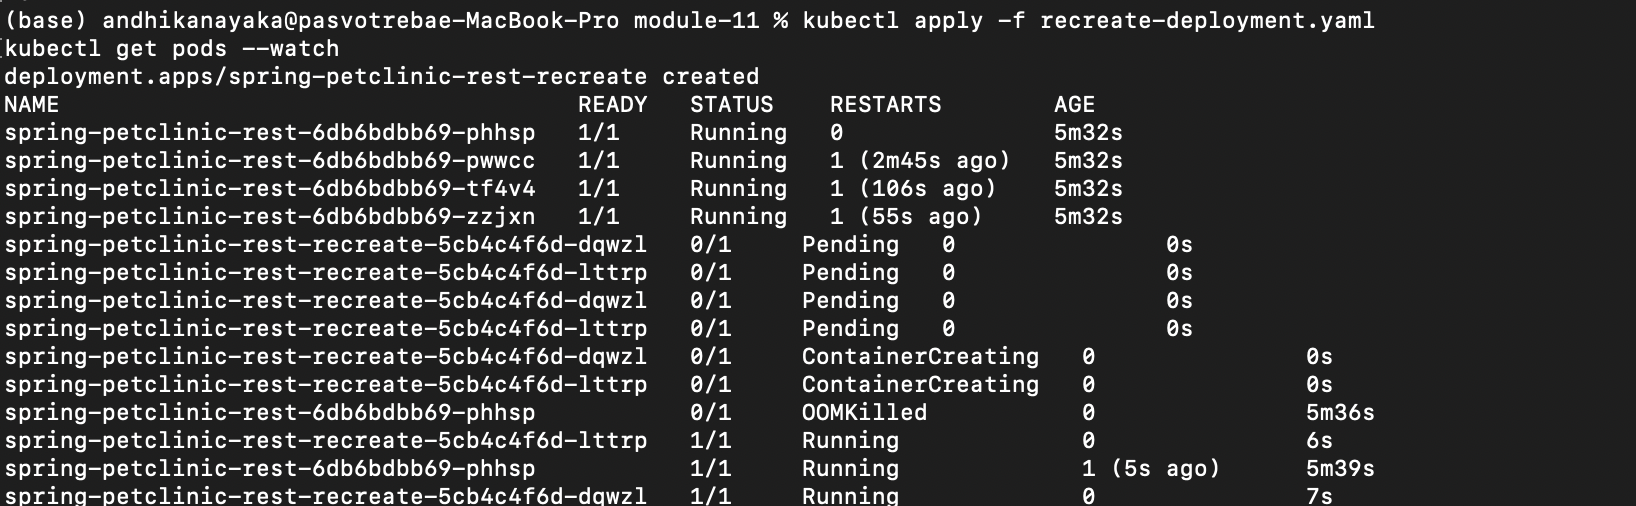 (base) andhikanayaka@pasvotrebae-MacBook-Pro module-11 % kubectl apply -f recreate-deployment.yaml
kubectl get pods --watch
deployment.apps/spring-petclinic-rest-recreate created
NAME READY STATUS RESTARTS AGE
spring-petclinic-rest-6db6bdbb69-phhsp 1/1 Running 0 5m32s
spring-petclinic-rest-6db6bdbb69-pwwcc 1/1 Running 1 (2m45s ago) 5m32s
spring-petclinic-rest-6db6bdbb69-tf4v4 1/1 Running 1 (106s ago) 5m32s
spring-petclinic-rest-6db6bdbb69-zzjxn 1/1 Running 1 (55s ago) 5m32s
spring-petclinic-rest-recreate-5cb4c4f6d-dqwzl 0/1 Pending 0 0s
spring-petclinic-rest-recreate-5cb4c4f6d-lttrp 0/1 Pending 0 0s
spring-petclinic-rest-recreate-5cb4c4f6d-dqwzl 0/1 Pending 0 0s
spring-petclinic-rest-recreate-5cb4c4f6d-lttrp 0/1 Pending 0 0s
spring-petclinic-rest-recreate-5cb4c4f6d-dqwzl 0/1 ContainerCreating 0 0s
spring-petclinic-rest-recreate-5cb4c4f6d-lttrp 0/1 ContainerCreating 0 0s
spring-petclinic-rest-6db6bdbb69-phhsp 0/1 OOMKilled 0 5m36s
spring-petclinic-rest-recreate-5cb4c4f6d-lttrp 1/1 Running 0 6s
spring-petclinic-rest-6db6bdbb69-phhsp 1/1 Running 1 (5s ago) 5m39s
spring-petclinic-rest-recreate-5cb4c4f6d-dqwzl 1/1 Running 0 7s